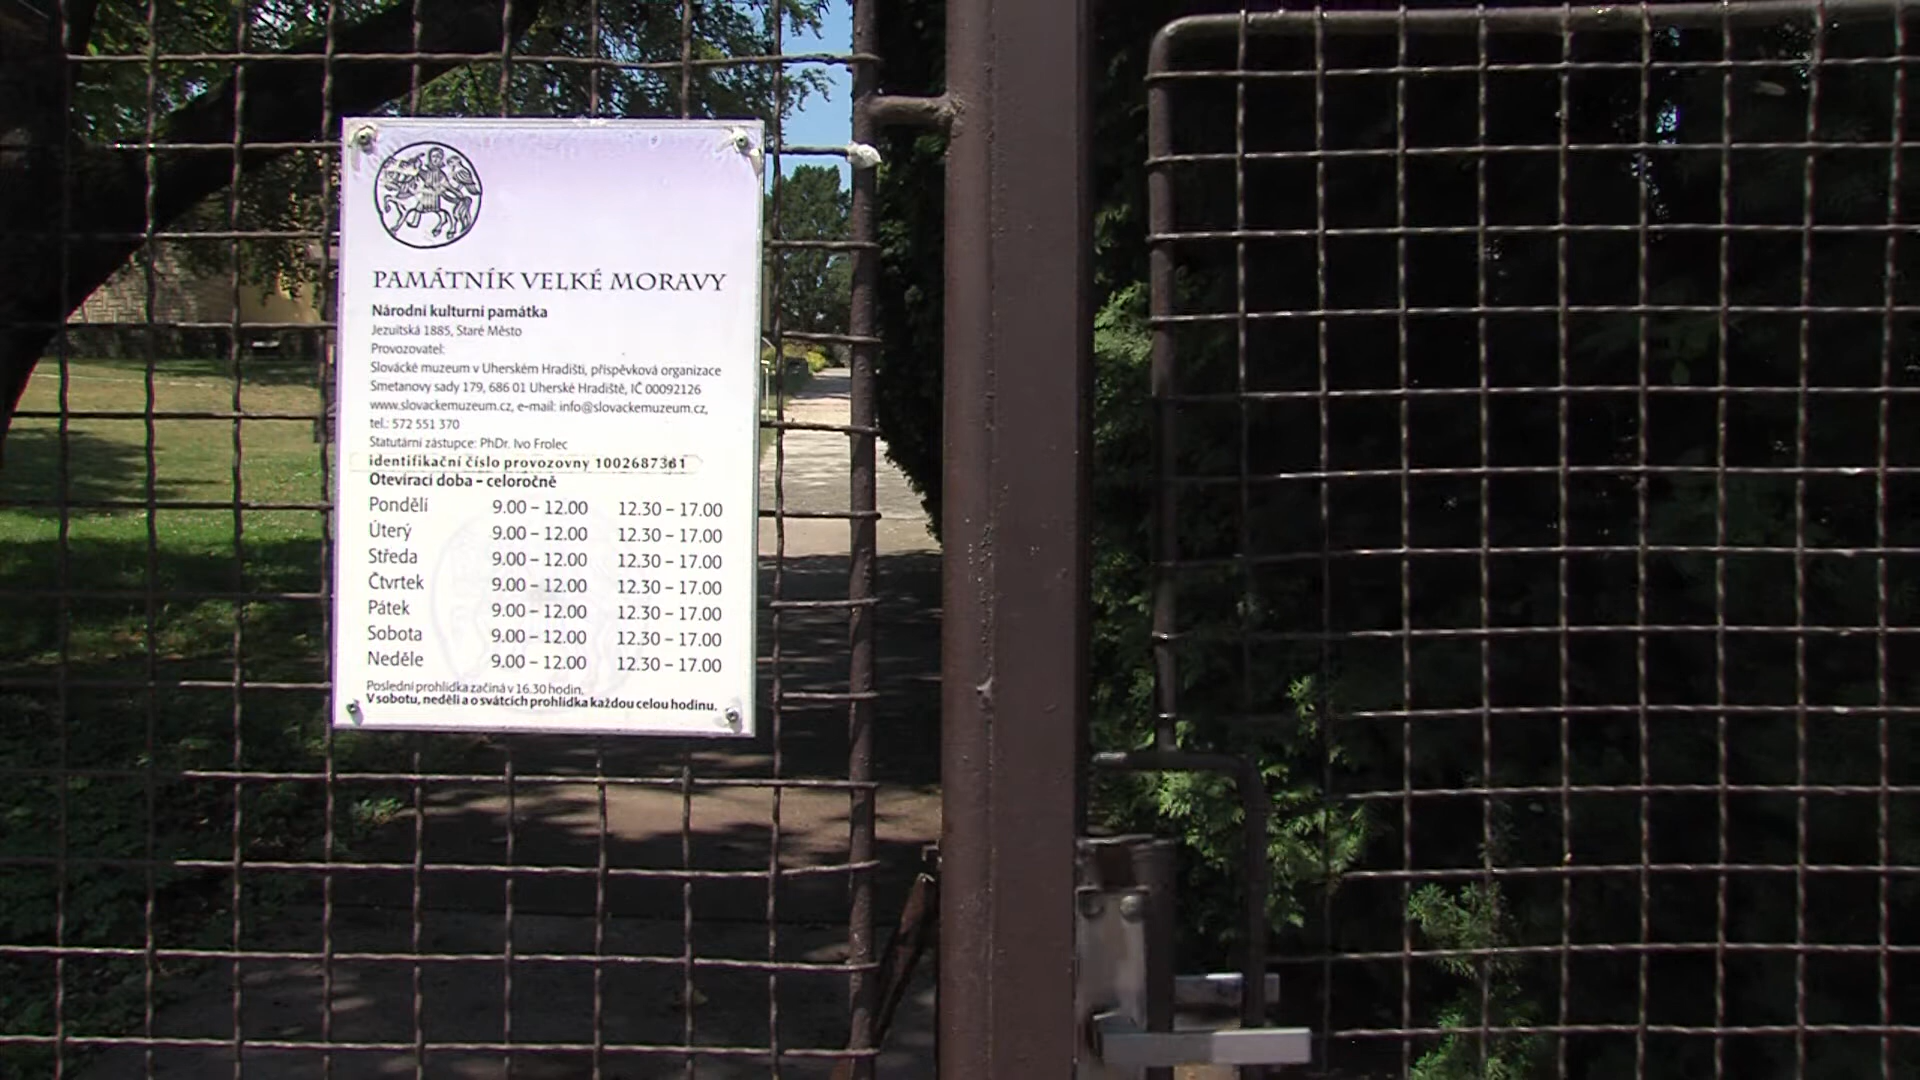 PAMÁTNÍK VELKÉ MORAVY
Národní kulturní památka
Jezuitská 1885, Staré Město
Provozovatel:
Slovácké muzeum v Uherském Hradišti, příspěvková organizace
Smetanovy sady 179, 686 01 Uherské Hradiště, IČ 00092126
www.slovackemuzeum.cz, e-mail: info@slovackemuzeum.cz,
tel.: 572 551 370
Statutární zástupce: PhDr. Ivo Frolec
identifikační číslo provozovny
Otevírací doba – celoročně
Pondělí 9.00 – 12.00 12.30 – 17.00
Úterý 9.00 – 12.00 12.30 – 17.00
Středa 9.00 – 12.00 12.30 – 17.00
Čtvrtek 9.00 – 12.00 12.30 – 17.00
Pátek 9.00 – 12.00 12.30 – 17.00
Sobota 9.00 – 12.00 12.30 – 17.00
Neděle 9.00 – 12.00 12.30 – 17.00
Poslední prohlídka začíná v 16.30 hodin.
V sobotu, neděli a o svátcích prohlídka každou celou hodinu.